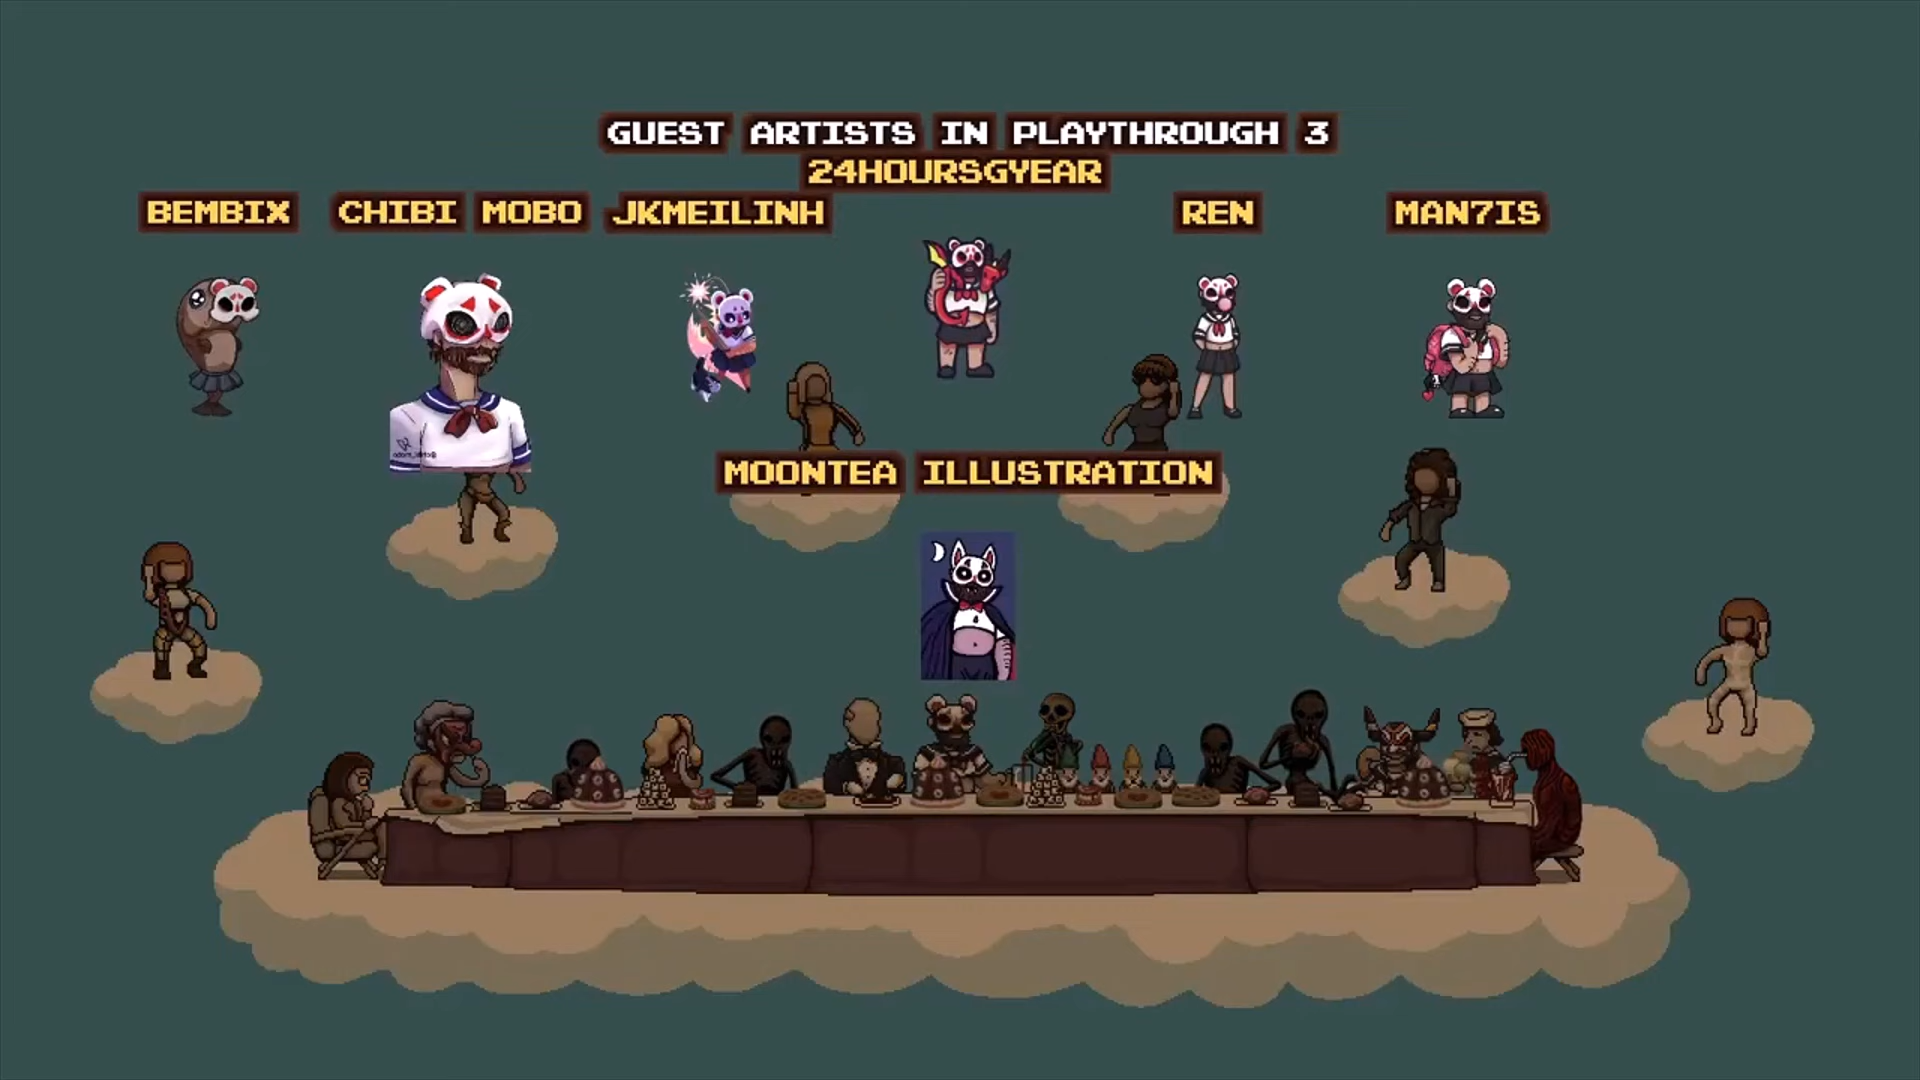 GUEST ARTISTS IN PLAYTHROUGH 3
24HOURSGYEAR
BEMBIX CHIBI MOBO JKMEILINH REN MAN7IS
MOONTEA ILLUSTRATION